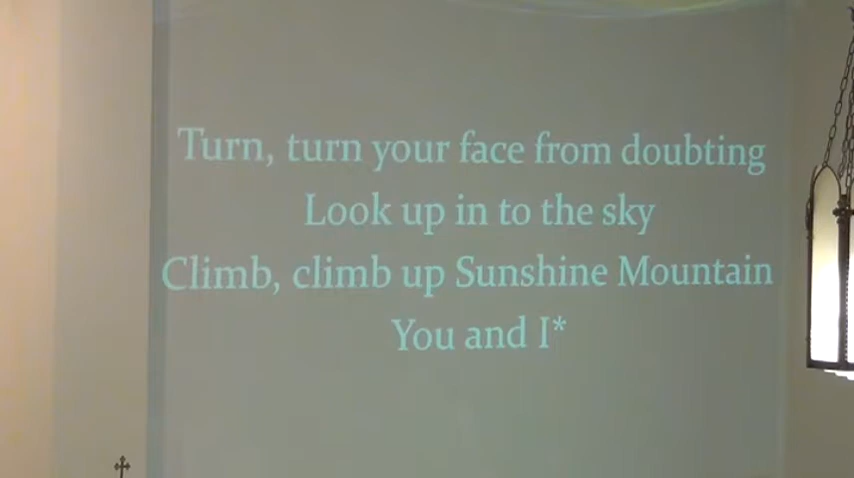 Turn, turn your face from doubting
Look up in to the sky
Climb, climb up Sunshine Mountain
You and I*